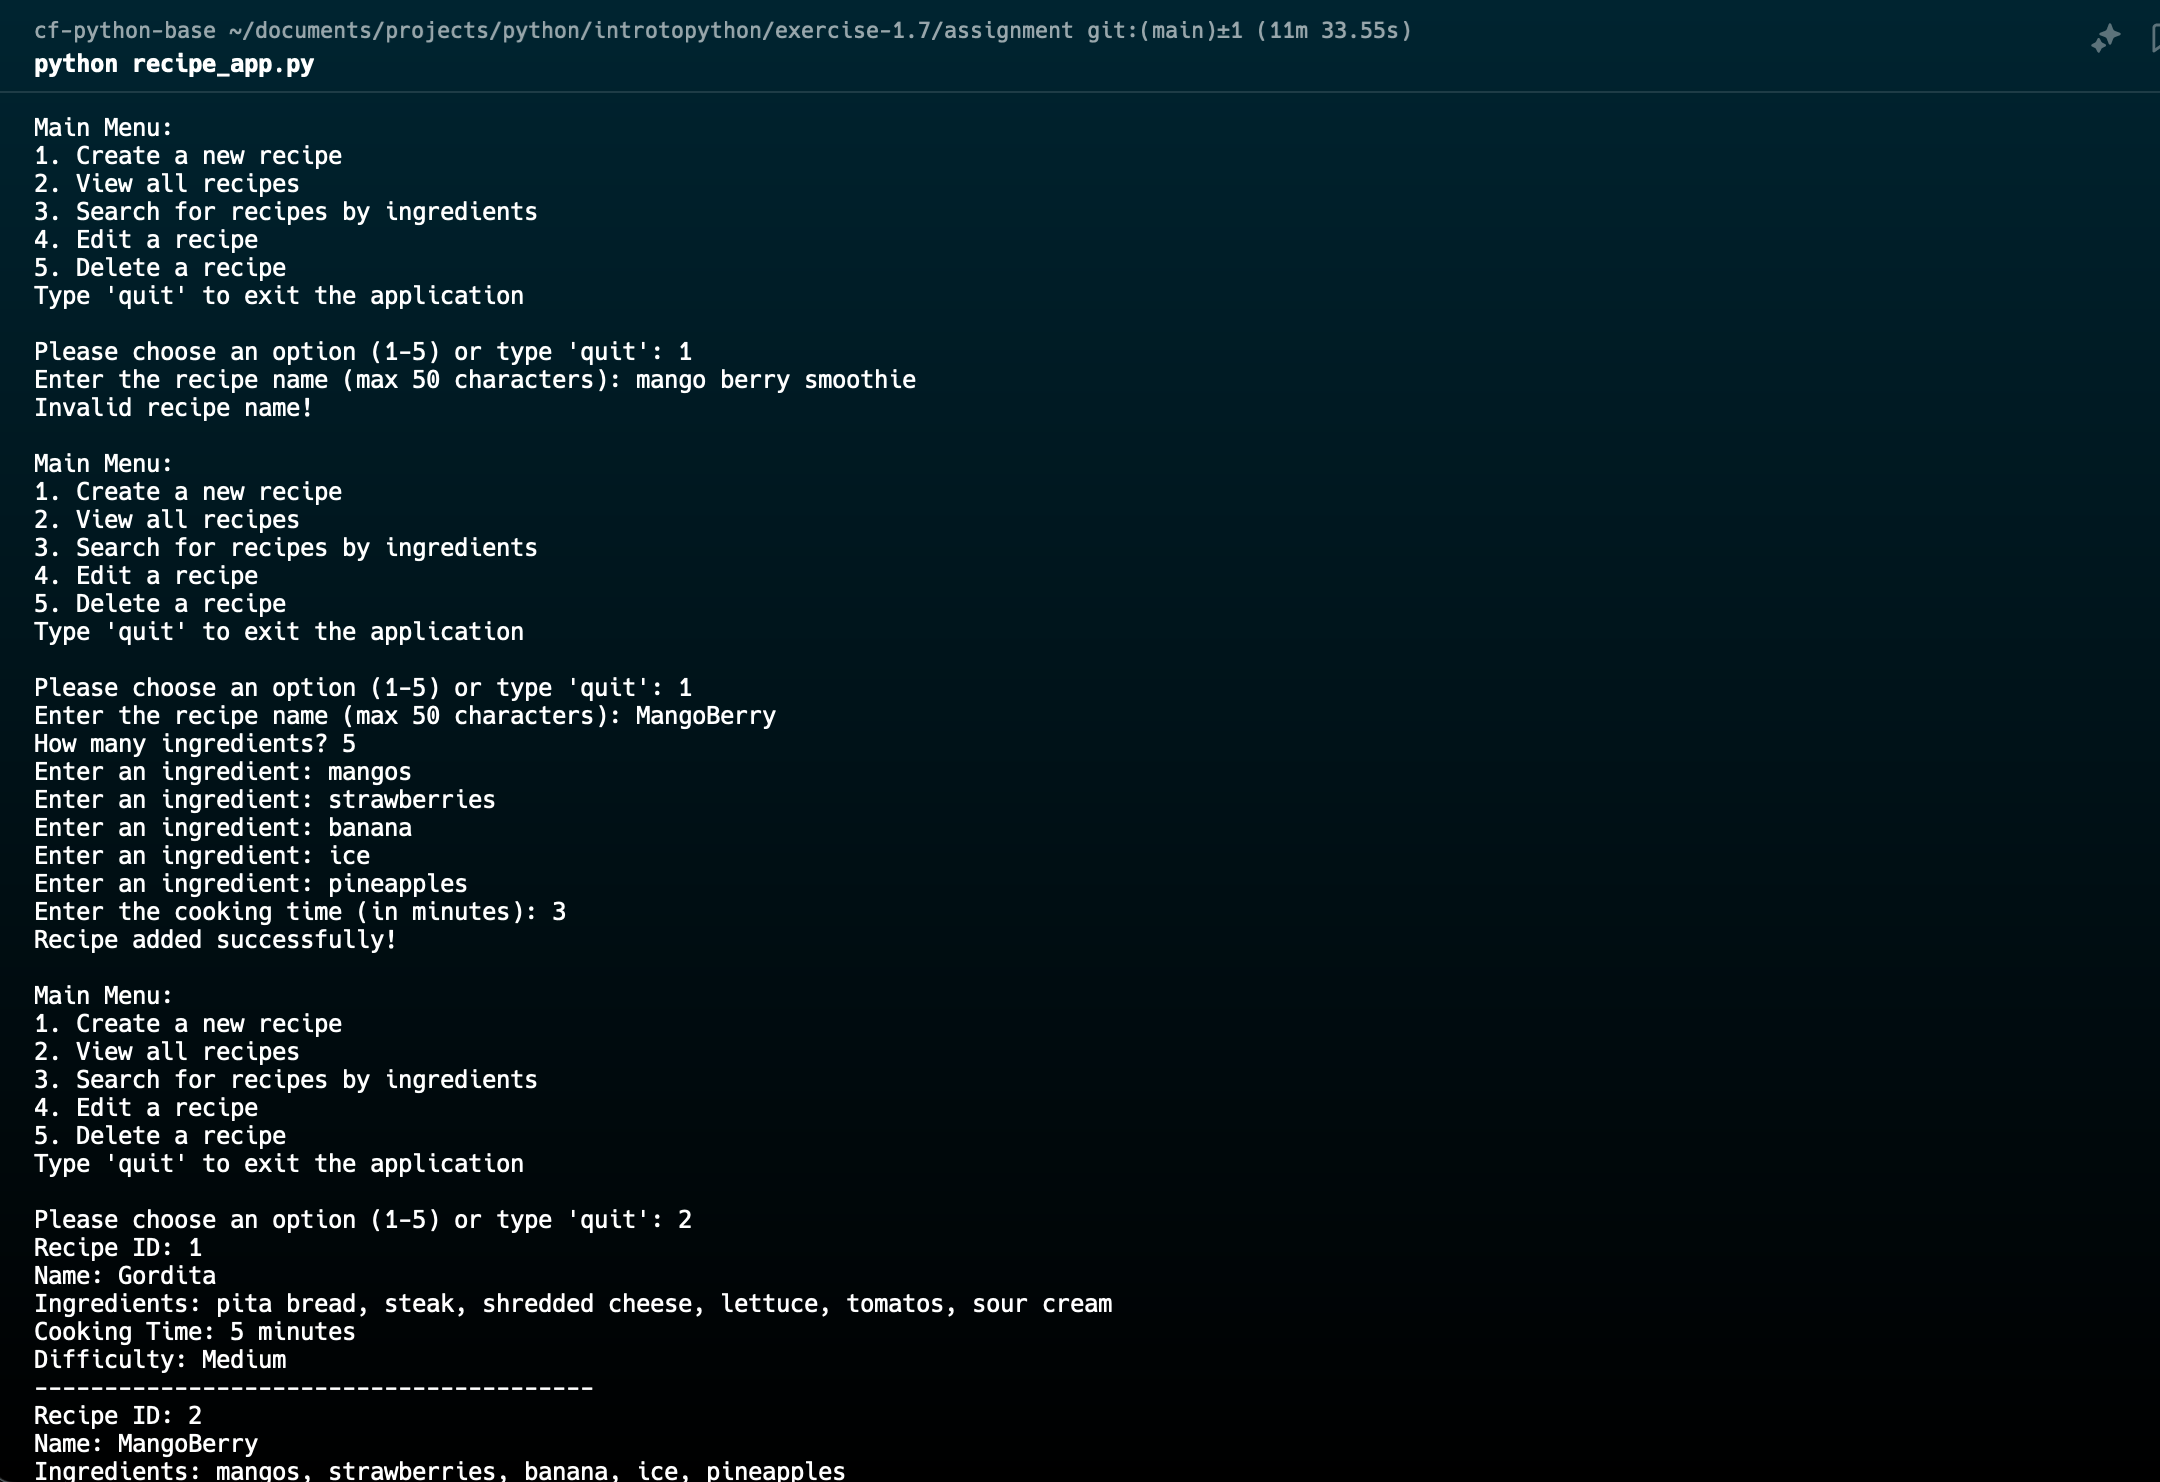 cf-python-base ~/documents/projects/python/introtopython/exercise-1.7/assignment git:(main)±1 (11m 33.55s)
python recipe_app.py
Main Menu:
1. Create a new recipe
2. View all recipes
3. Search for recipes by ingredients
4. Edit a recipe
5. Delete a recipe
Type 'quit' to exit the application
Please choose an option (1-5) or type 'quit': 1
Enter the recipe name (max 50 characters): mango berry smoothie
Invalid recipe name!
Main Menu:
1. Create a new recipe
2. View all recipes
3. Search for recipes by ingredients
4. Edit a recipe
5. Delete a recipe
Type 'quit' to exit the application
Please choose an option (1-5) or type 'quit': 1
Enter the recipe name (max 50 characters): MangoBerry
How many ingredients? 5
Enter an ingredient: mangos
Enter an ingredient: strawberries
Enter an ingredient: banana
Enter an ingredient: ice
Enter an ingredient: pineapples
Enter the cooking time (in minutes): 3
Recipe added successfully!
Main Menu:
1. Create a new recipe
2. View all recipes
3. Search for recipes by ingredients
4. Edit a recipe
5. Delete a recipe
Type 'quit' to exit the application
Please choose an option (1-5) or type 'quit': 2
Recipe ID: 1
Name: Gordita
Ingredients: pita bread, steak, shredded cheese, lettuce, tomatos, sour cream
Cooking Time: 5 minutes
Difficulty: Medium
----------------------------------------
Recipe ID: 2
Name: MangoBerry
Ingredients: mangos, strawberries, banana, ice, pineapples